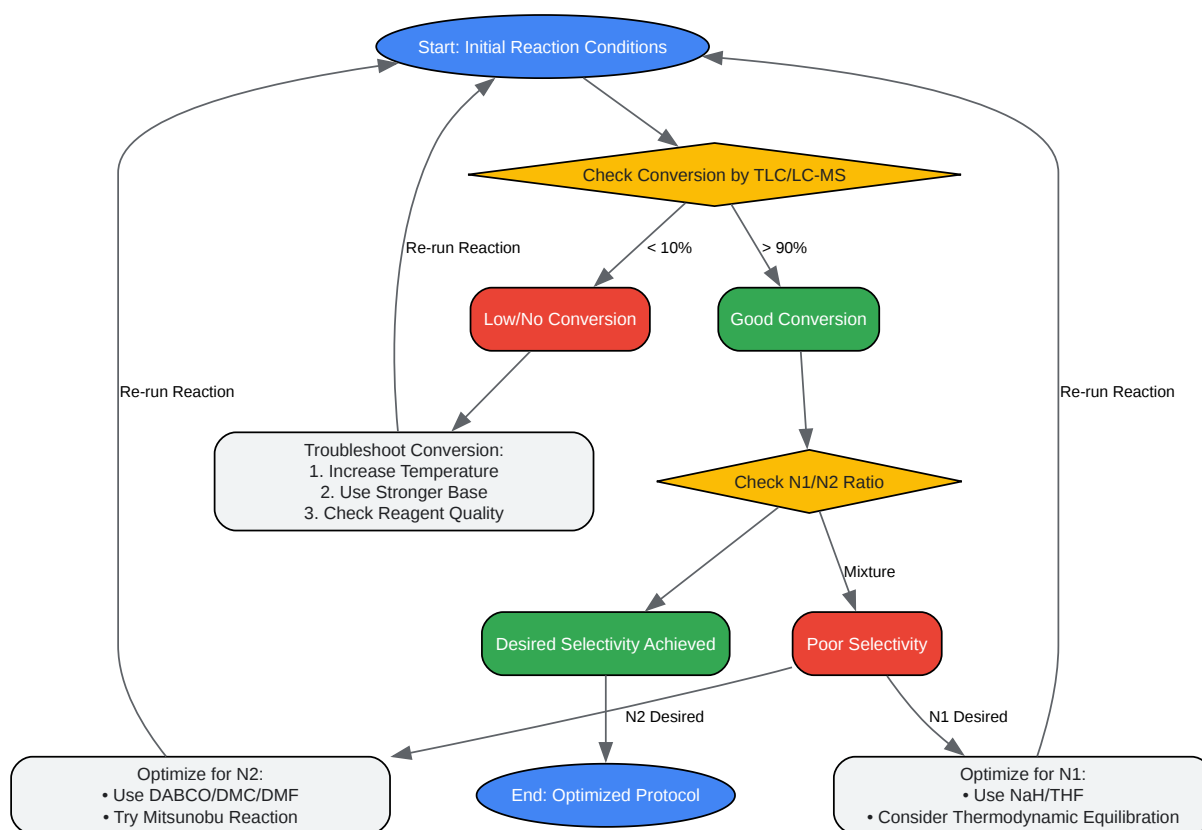 Start: Initial Reaction Conditions
Check Conversion by TLC/LC-MS
Re-run Reaction
< 10%
> 90%
Low/No Conversion
Good Conversion
Re-run Reaction
Re-run Reaction
Troubleshoot Conversion:
1. Increase Temperature
2. Use Stronger Base
3. Check Reagent Quality
Check N1/N2 Ratio
Mixture
Desired Selectivity Achieved
Poor Selectivity
N2 Desired
N1 Desired
Optimize for N2:
• Use DABCO/DMC/DMF
• Try Mitsunobu Reaction
End: Optimized Protocol
Optimize for N1:
• Use NaH/THF
• Consider Thermodynamic Equilibration